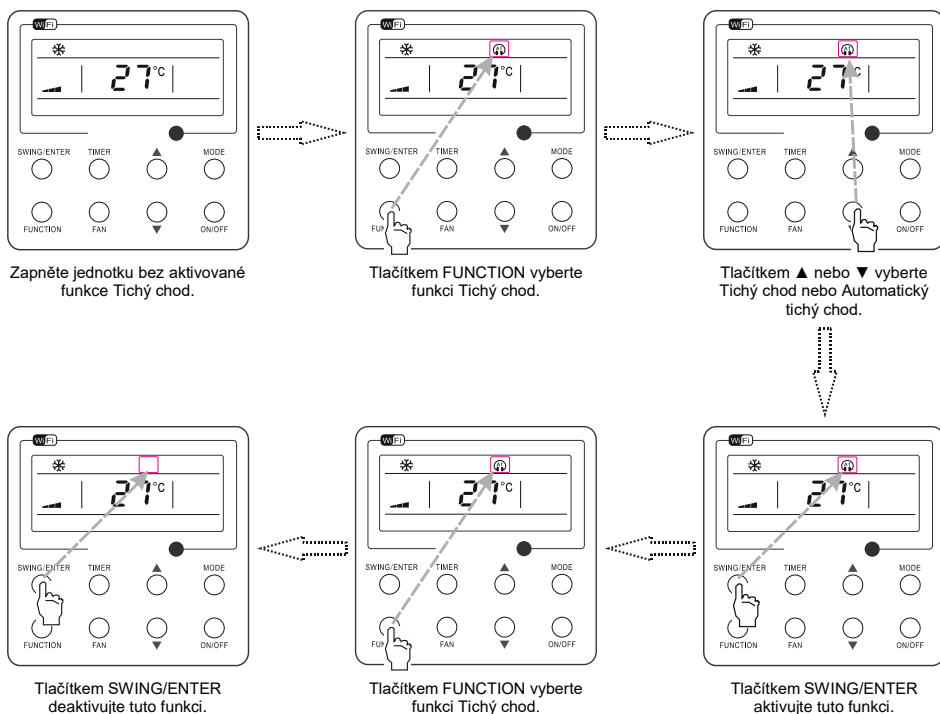 WiFi
27°C
SWING/ENTER TIMER ▲ MODE
FUNCTION FAN ▼ ON/OFF
Zapněte jednotku bez aktivované
funkce Tichý chod.
WiFi
27°C
SWING/ENTER TIMER ▲ MODE
FUN FAN ▼ ON/OFF
Tlačítkem FUNCTION vyberte
funkci Tichý chod.
WiFi
27°C
SWING/ENTER TIMER ▲ MODE
FUNCTION FAN ▼ ON/OFF
Tlačítkem ▲ nebo ▼ vyberte
Tichý chod nebo Automatický
tichý chod.
WiFi
27°C
SWING/ENTER TIMER ▲ MODE
FUNCTION FAN ▼ ON/OFF
Tlačítkem SWING/ENTER
deaktivujte tuto funkci.
WiFi
27°C
SWING/ENTER TIMER ▲ MODE
FUN FAN ▼ ON/OFF
Tlačítkem FUNCTION vyberte
funkci Tichý chod.
WiFi
27°C
SWING/ENTER TIMER ▲ MODE
FUNCTION FAN ▼ ON/OFF
Tlačítkem SWING/ENTER
aktivujte tuto funkci.